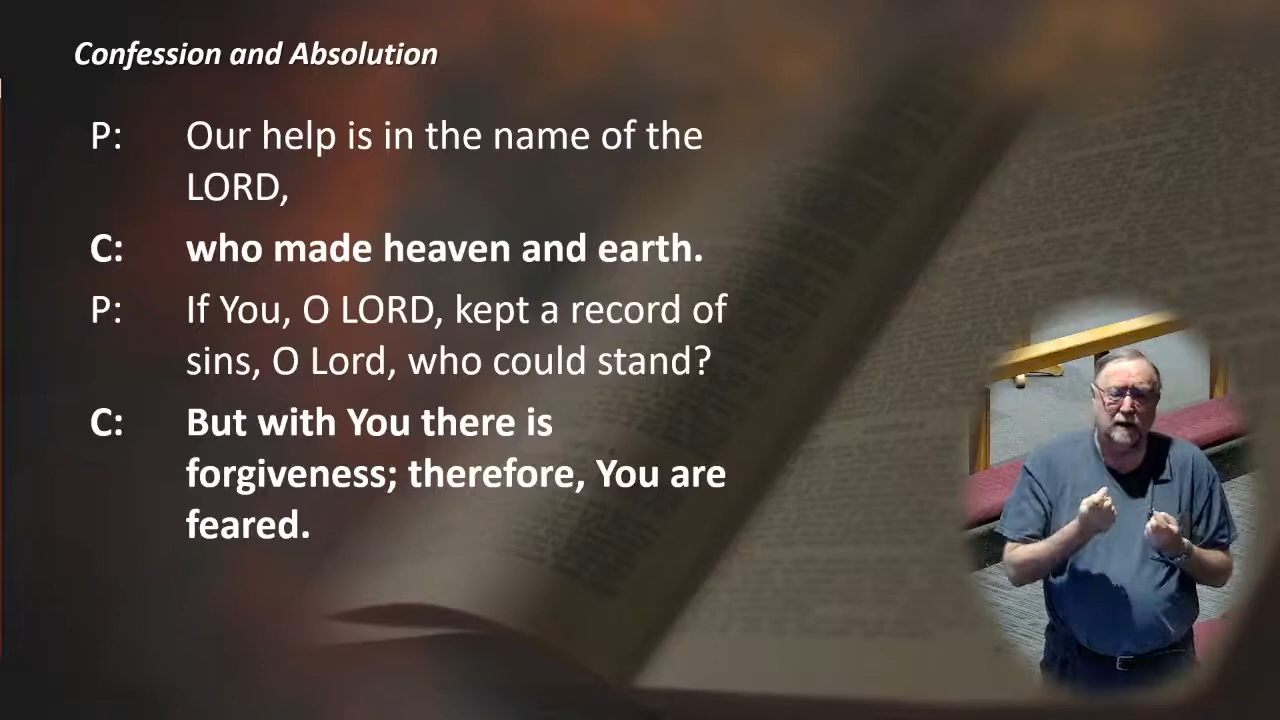 Confession and Absolution
P: Our help is in the name of the
LORD,
C: who made heaven and earth.
P: If You, O LORD, kept a record of
sins, O Lord, who could stand?
C: But with You there is
forgiveness; therefore, You are
feared.